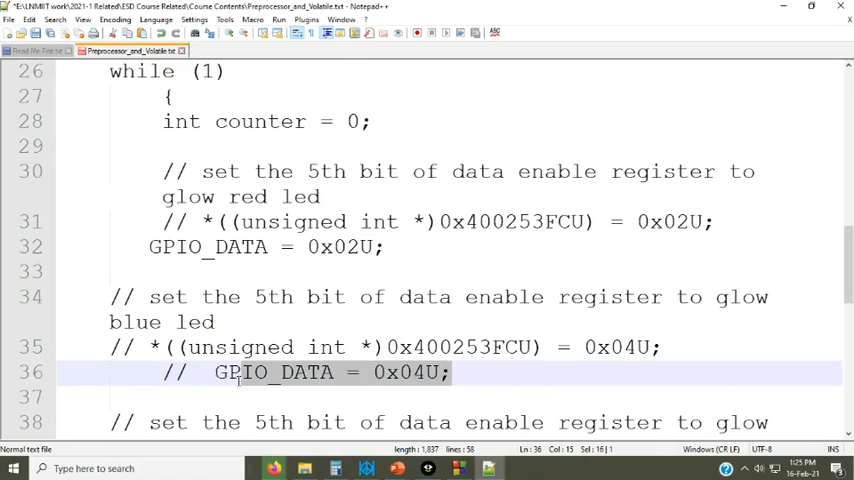 *E:\LNMIIT work\2021-1 Related\ESD Course Related\Course Contents\Preprocessor_and_Volatile.txt - Notepad++
File Edit Search View Encoding Language Settings Tools Macro Run Plugins Window ?
X
Read Me First.txt Preprocessor_and_Volatile.txt
26 while (1)
27 {
28 int counter = 0;
29
30 // set the 5th bit of data enable register to
glow red led
31 // *((unsigned int *)0x400253FCU) = 0x02U;
32 GPIO_DATA = 0x02U;
33
34 // set the 5th bit of data enable register to glow
blue led
35 // *((unsigned int *)0x400253FCU) = 0x04U;
36 // GPIO_DATA = 0x04U;
37
38 // set the 5th bit of data enable register to glow
Normal text file length : 1,837 lines : 58 Ln : 36 Col : 15 Sel : 16 | 1 Windows (CR LF) UTF-8 INS
Type here to search
1:25 PM
16-Feb-21